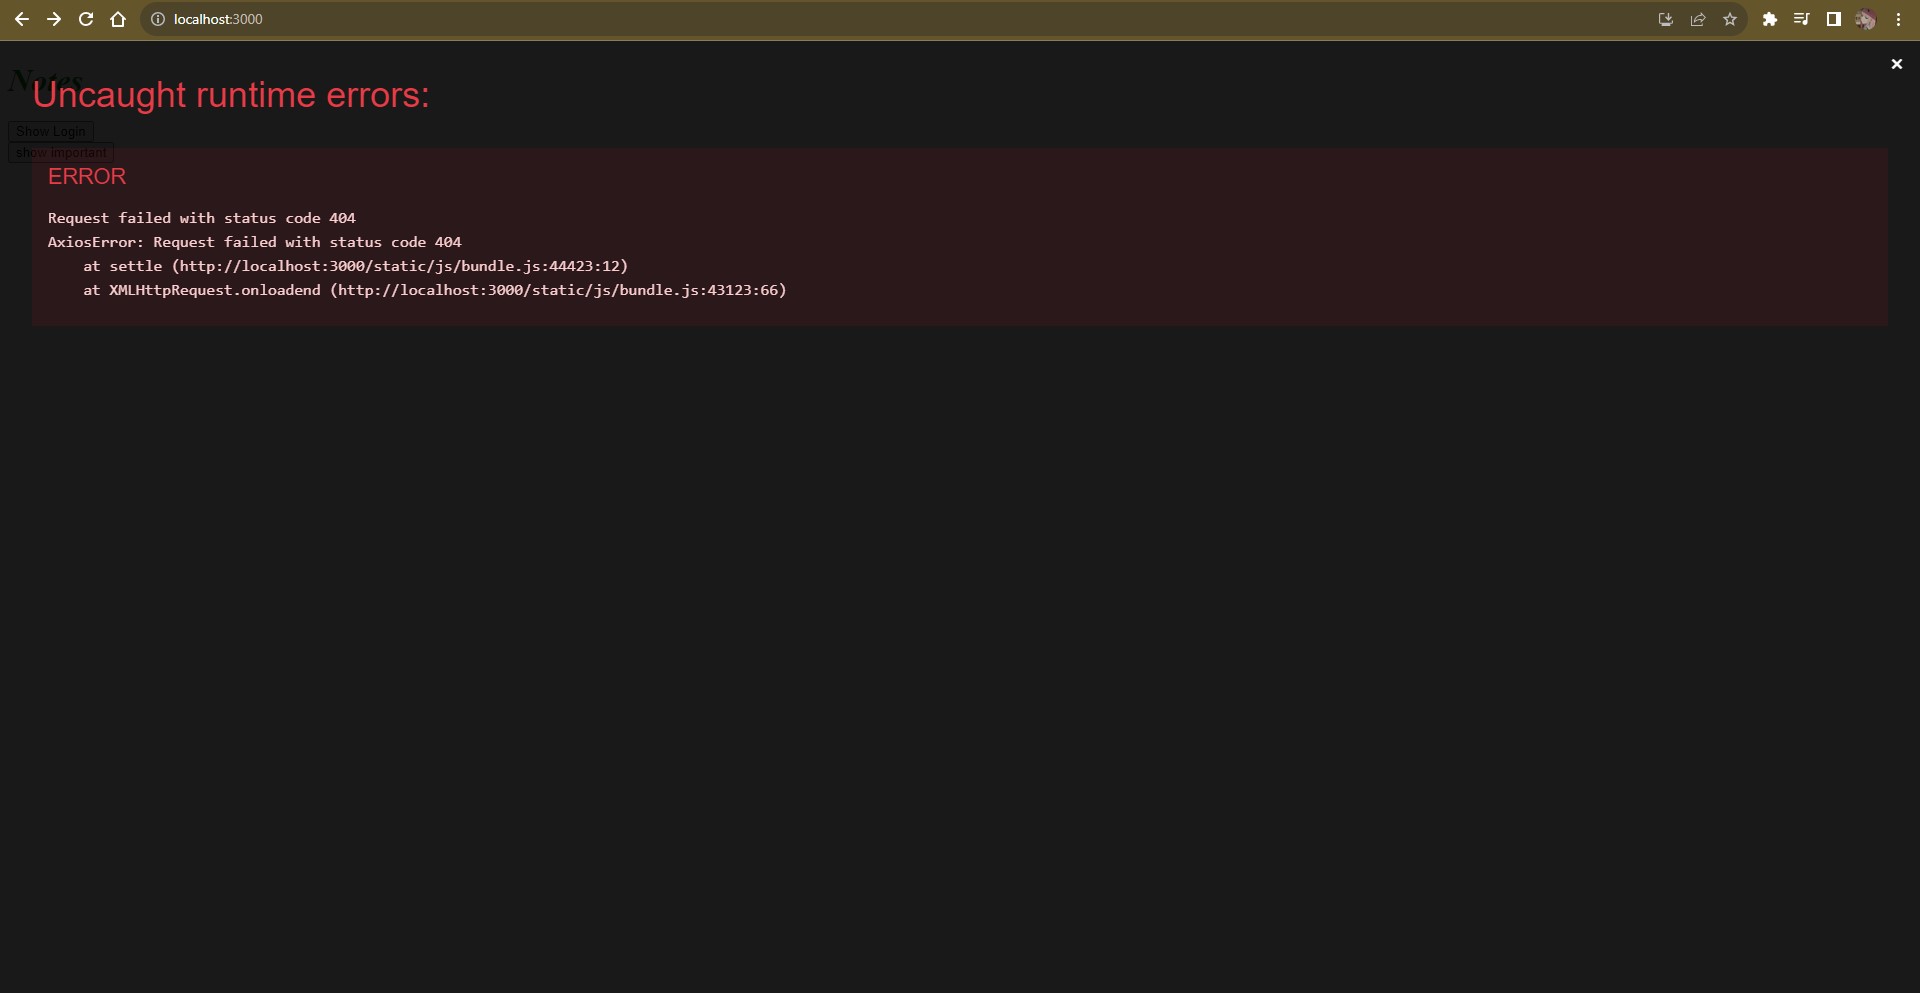 localhost:3000
Notes
Uncaught runtime errors:
Show Login
show important
ERROR
Request failed with status code 404
AxiosError: Request failed with status code 404
at settle (http://localhost:3000/static/js/bundle.js:44423:12)
at XMLHttpRequest.onloadend (http://localhost:3000/static/js/bundle.js:43123:66)